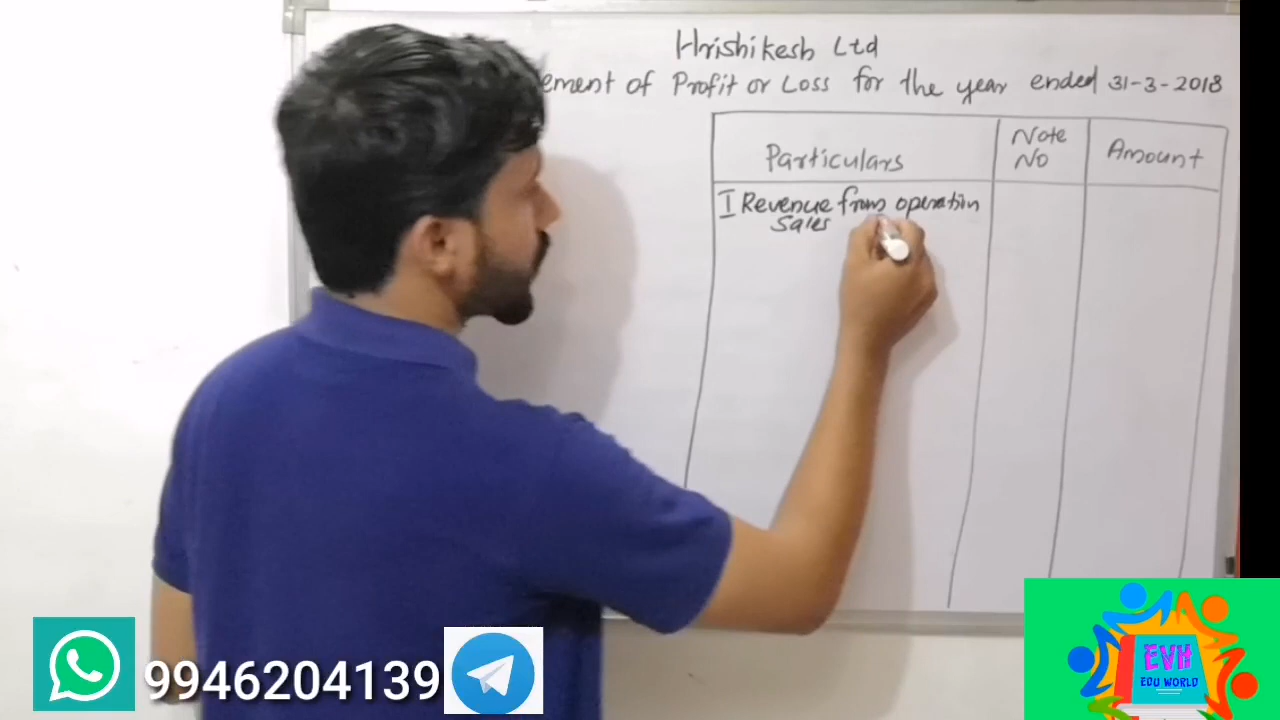 Hrishikesh Ltd
ement of Profit or Loss for the year ended 31-3-2018
Particulars
Note
No
Amount
I Revenue from operation
Sales
9946204139
EVH
EDU WORLD